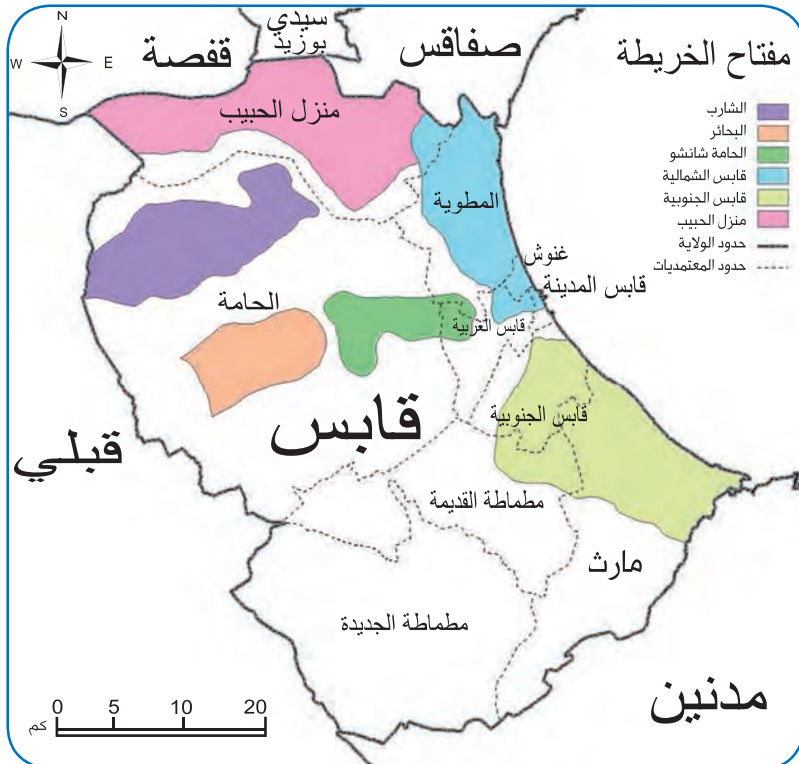 N
W
E
S
سيدي
بوزيد
قفصة
صفاقس
مفتاح الخريطة
الشارب
البحائر
الحامة شانشو
قابس الشمالية
قابس الجنوبية
منزل الحبيب
حدود الولاية
حدود المعتمديات
منزل الحبيب
المطوية
غنوش
قابس المدينة
الحامة
قابس الغربية
قابس
قابس الجنوبية
قبلي
مطماطة القديمة
مارث
مطماطة الجديدة
مدنين
0 5 10 20
كم